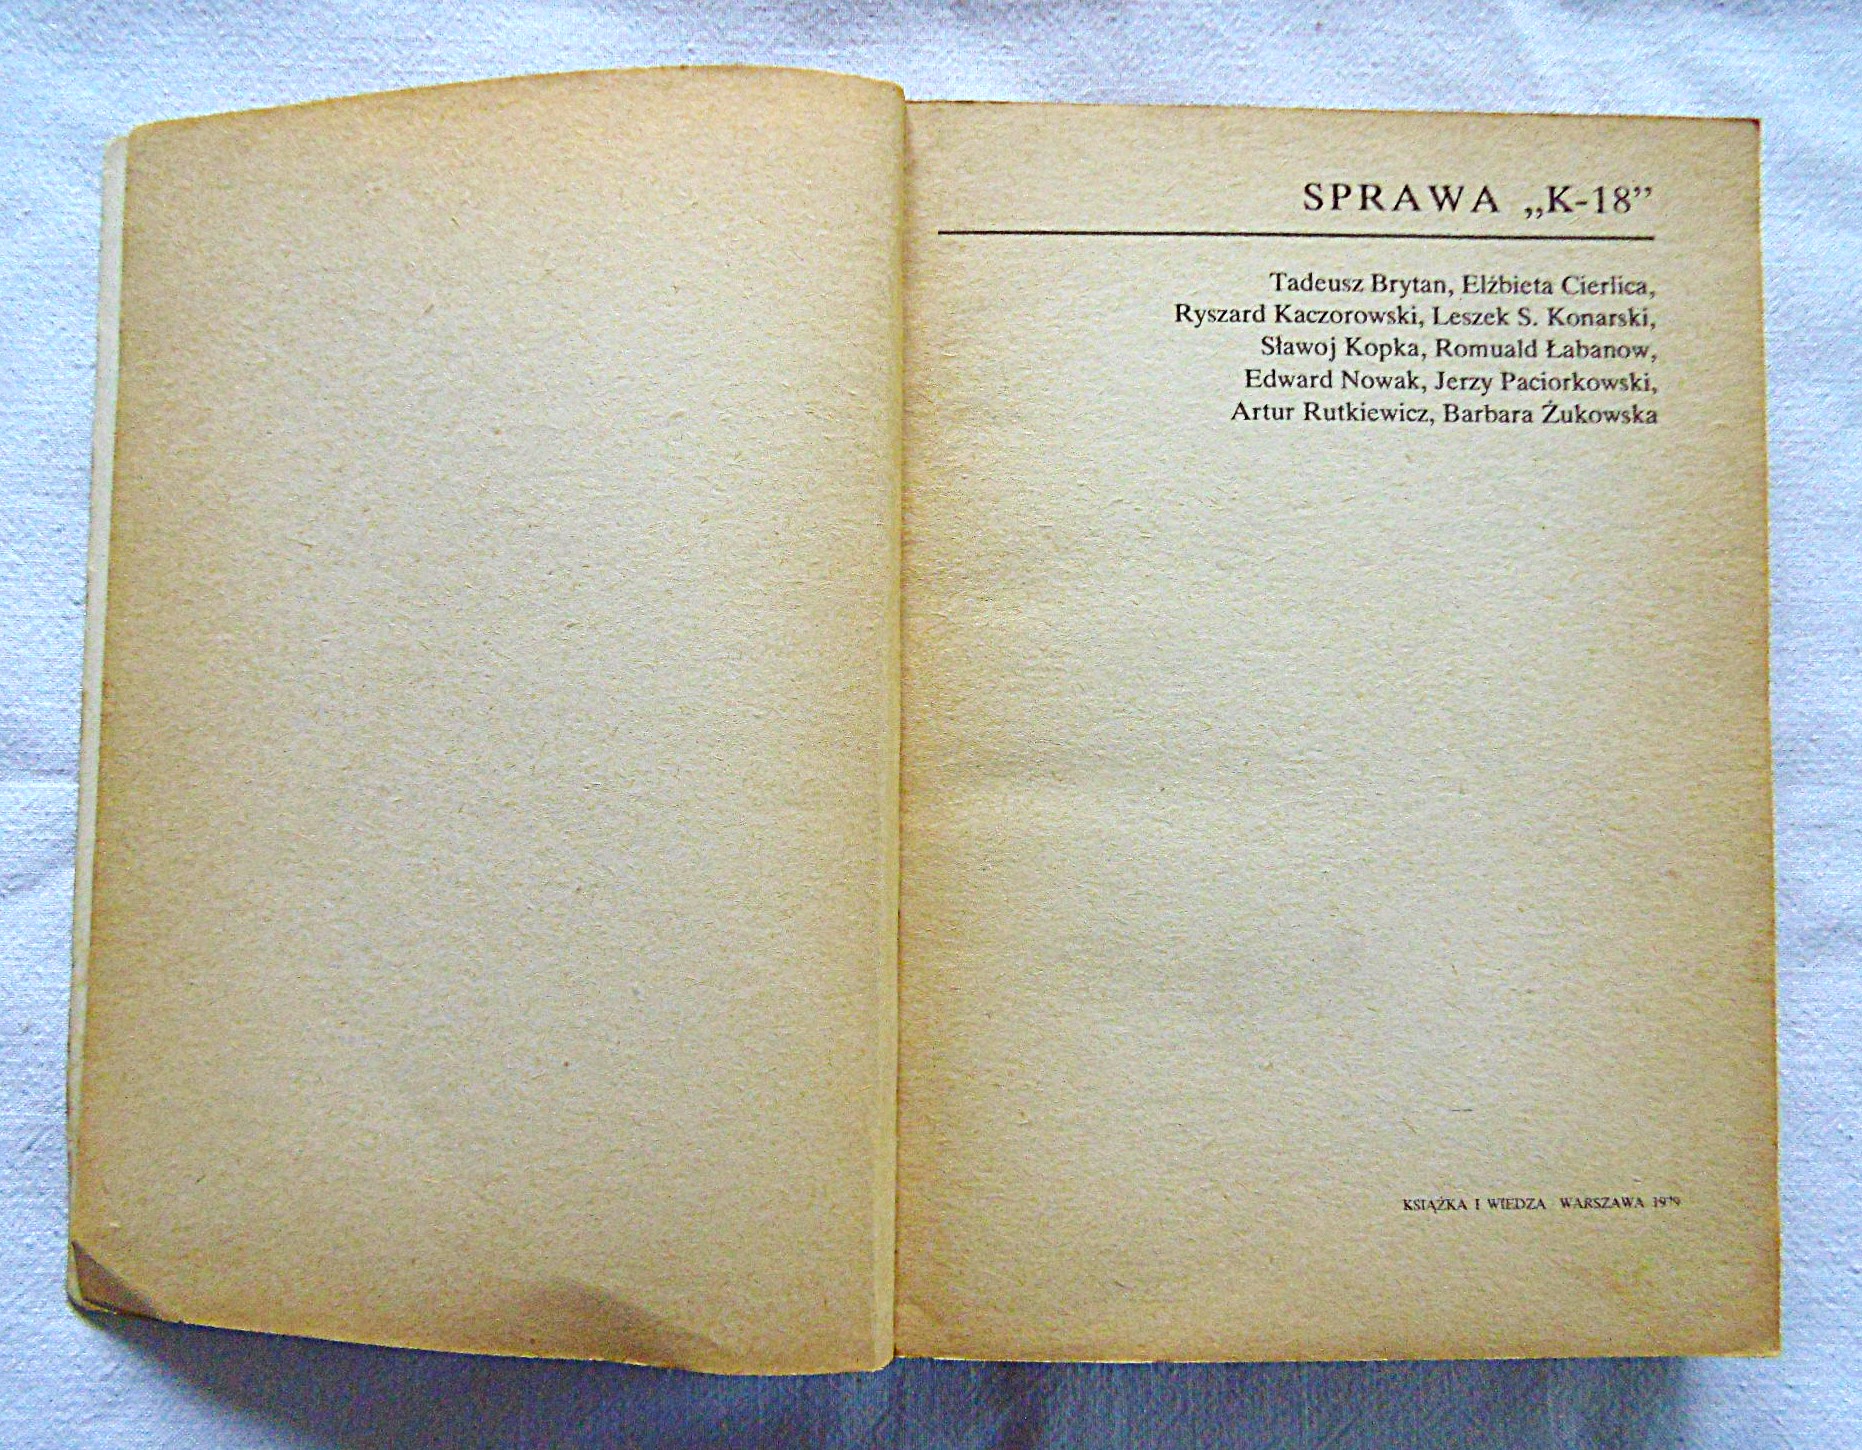 SPRAWA „K-18”
Tadeusz Brytan, Elżbieta Cierlica,
Ryszard Kaczorowski, Leszek S. Konarski,
Sławoj Kopka, Romuald Łabanow,
Edward Nowak, Jerzy Paciorkowski,
Artur Rutkiewicz, Barbara Żukowska
KSIĄŻKA I WIEDZA WARSZAWA 1979